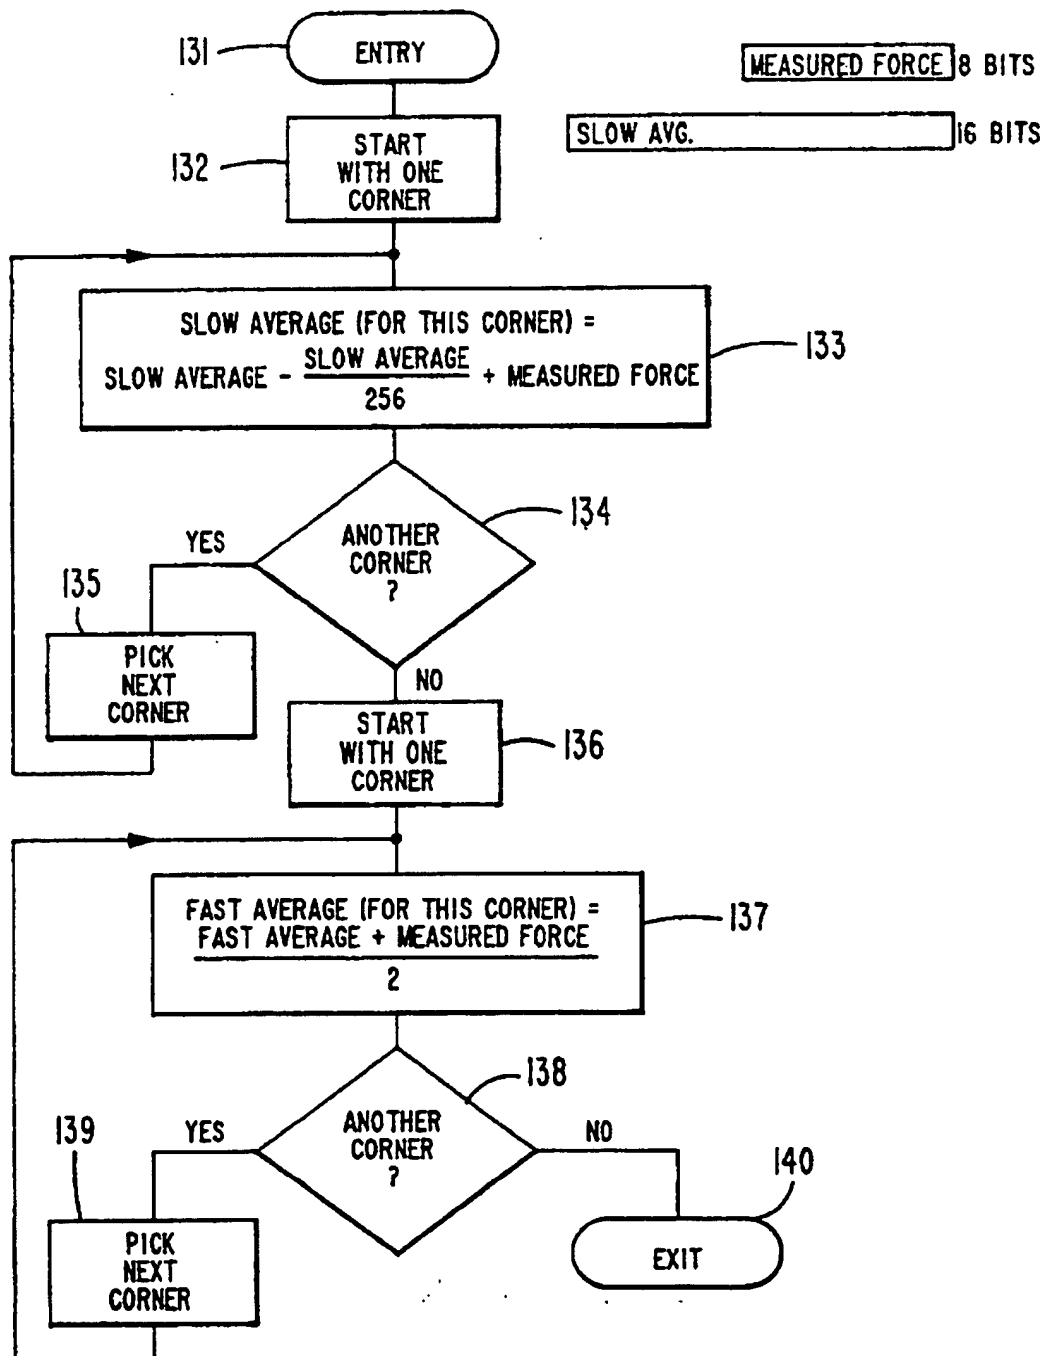 131
ENTRY
MEASURED FORCE 8 BITS
SLOW AVG. 16 BITS
132
START
WITH ONE
CORNER
SLOW AVERAGE (FOR THIS CORNER) =
SLOW AVERAGE - SLOW AVERAGE + MEASURED FORCE
256
133
134
ANOTHER
CORNER
?
YES
135
PICK
NEXT
CORNER
NO
START
WITH ONE
CORNER
136
FAST AVERAGE (FOR THIS CORNER) =
FAST AVERAGE + MEASURED FORCE
2
137
138
ANOTHER
CORNER
?
YES
NO
139
PICK
NEXT
CORNER
140
EXIT